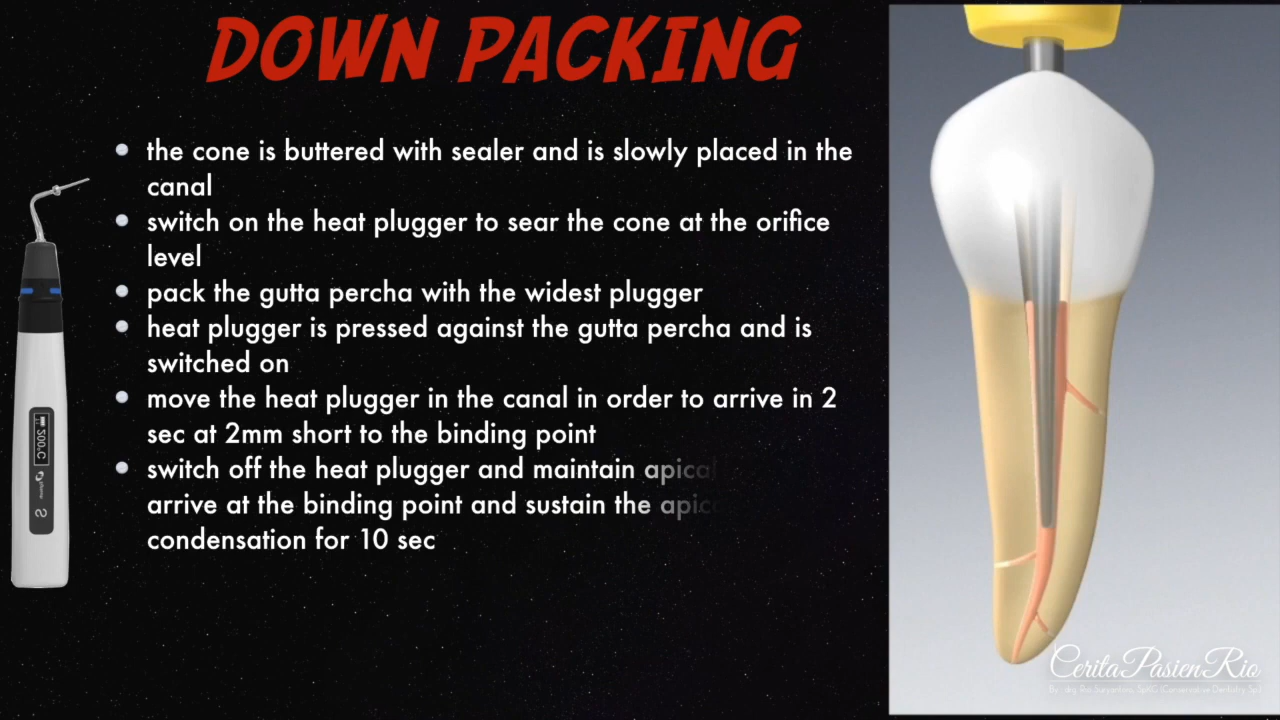 DOWN PACKING
the cone is buttered with sealer and is slowly placed in the
canal
switch on the heat plugger to sear the cone at the orifice
level
pack the gutta percha with the widest plugger
heat plugger is pressed against the gutta percha and is
switched on
move the heat plugger in the canal in order to arrive in 2
sec at 2mm short to the binding point
switch off the heat plugger and maintain apical
arrive at the binding point and sustain the
condensation for 10 sec
200°C
CeritaPasienRio